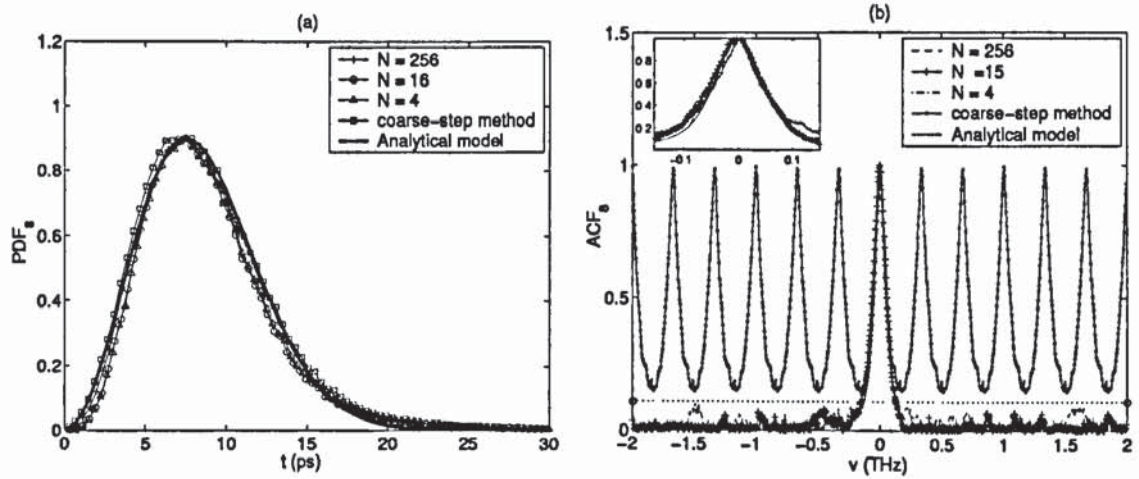 (a)
1.2
1
0.8
0.6
0.4
0.2
0
PDFs
N = 256
N = 16
N = 4
coarse-step method
Analytical model
0 5 10 15 20 25 30
t (ps)
(b)
1.5
1
0.5
0
ACFs
0.8
0.6
0.4
0.2
-0.1 0 0.1
N = 256
N =15
N = 4
coarse-step method
Analytical model
-2 -1.5 -1 -0.5 0 0.5 1 1.5 2
v (THz)